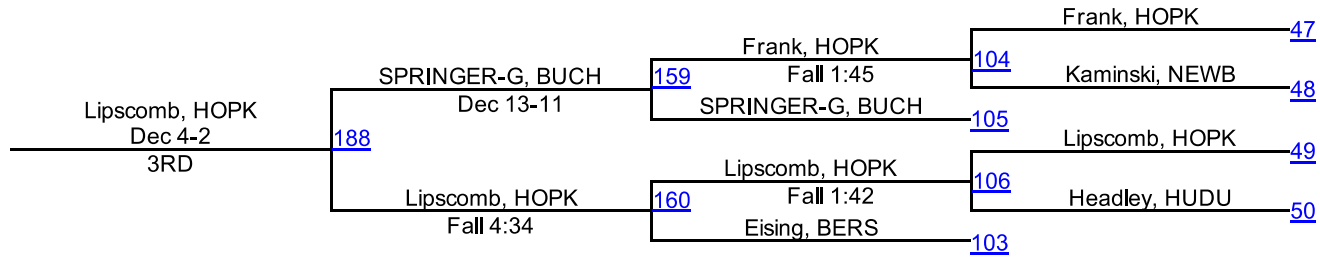 Frank, HOPK
47
Frank, HOPK
104
Fall 1:45
Kaminski, NEWB
48
SPRINGER-G, BUCH
159
Dec 13-11
SPRINGER-G, BUCH
105
Lipscomb, HOPK
Dec 4-2
188
3RD
Lipscomb, HOPK
49
Lipscomb, HOPK
106
Fall 1:42
Headley, HUDU
50
Lipscomb, HOPK
160
Fall 4:34
Eising, BERS
103